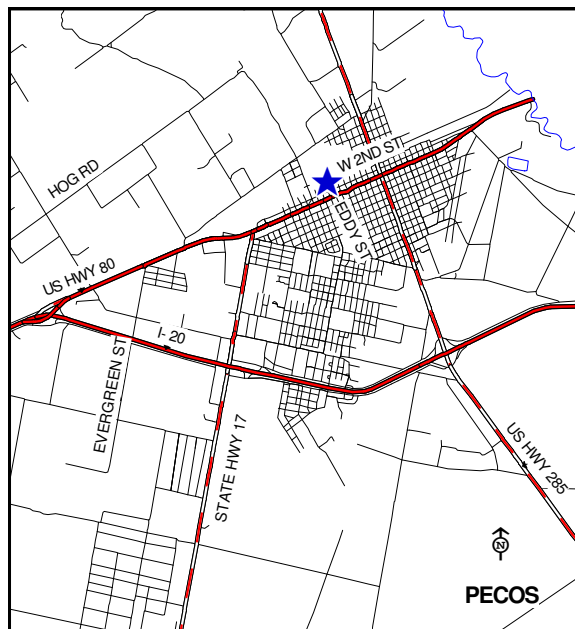 W 2ND ST
HOG RD
EDDY ST
US HWY 80
I- 20
EVERGREEN ST
STATE HWY 17
US HWY 285
N
PECOS